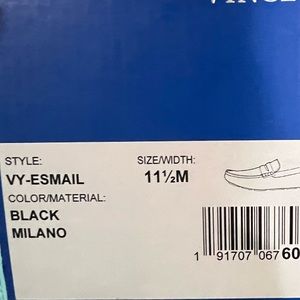 STYLE: SIZE/WIDTH:
VY-ESMAIL 11½M
COLOR/MATERIAL:
BLACK
MILANO
1 91707 067 60